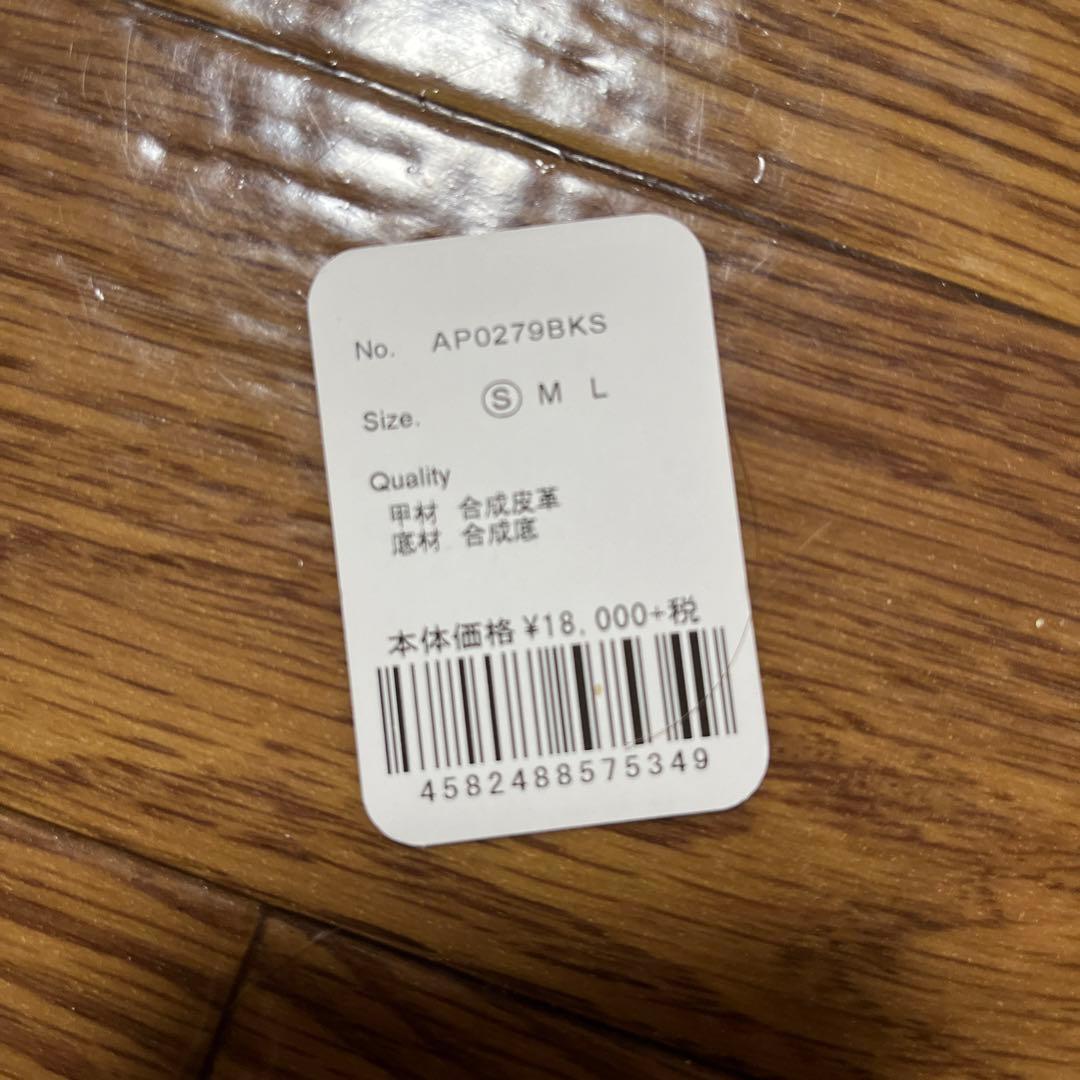 No. AP0279BKS
Size. Ⓢ M L
Quality
甲材 合成皮革
底材 合成底
本体価格 ¥18,000+税
4582488575349